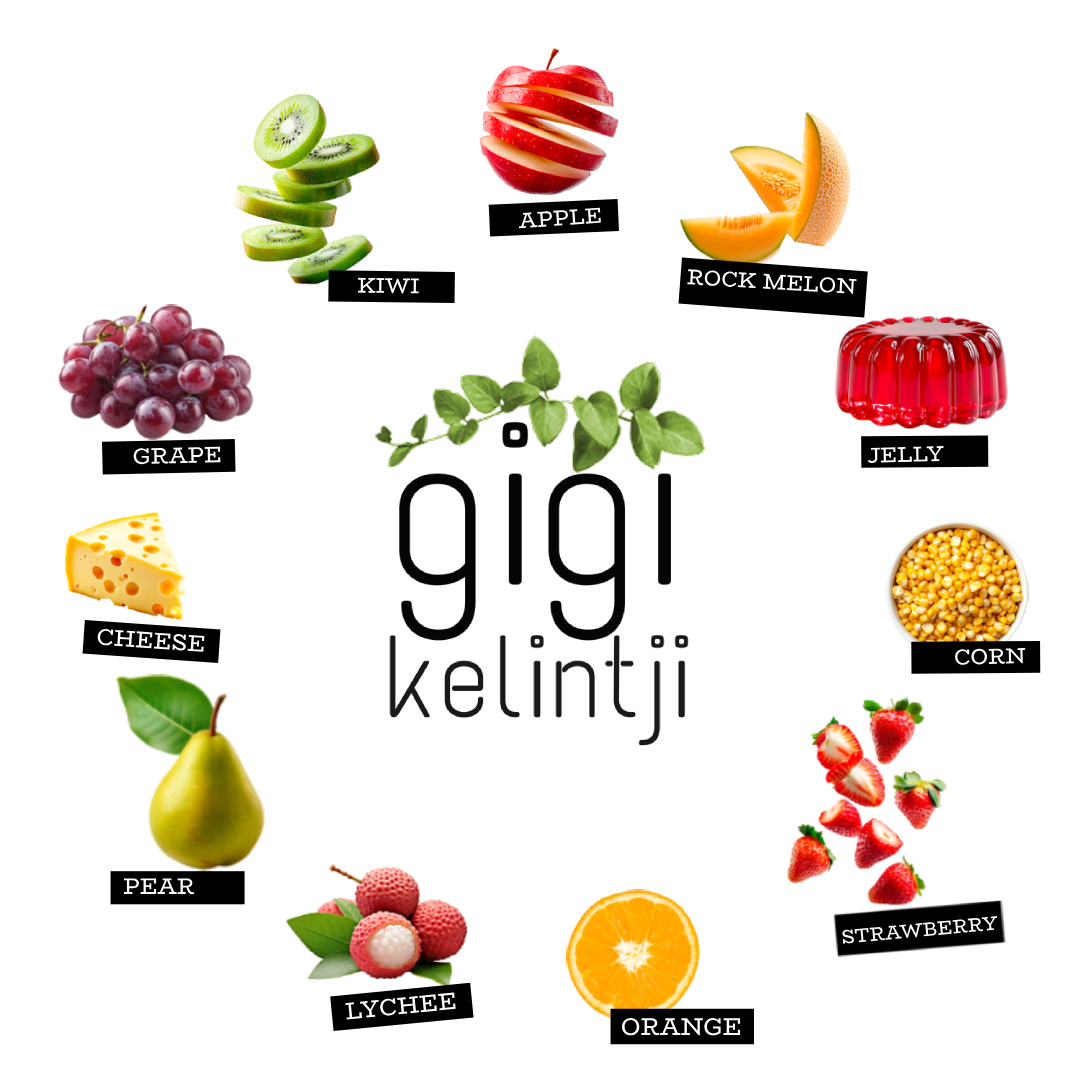 APPLE
KIWI
ROCK MELON
GRAPE
JELLY
gigi
kelintji
CHEESE
CORN
PEAR
STRAWBERRY
LYCHEE
ORANGE